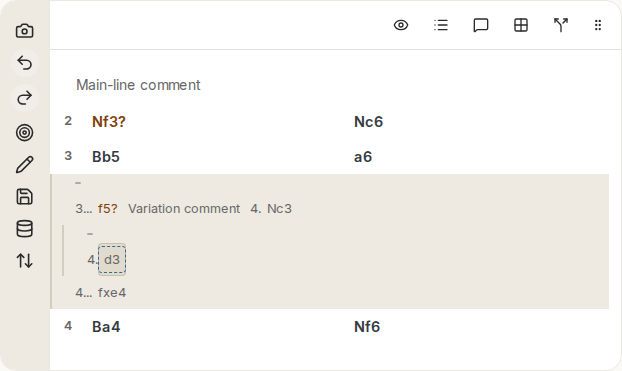 Main-line comment
2 Nf3? Nc6
3 Bb5 a6
–
3... f5? Variation comment 4. Nc3
–
4. d3
4... fxe4
4 Ba4 Nf6